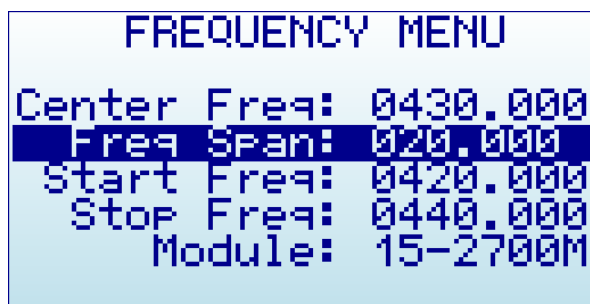 FREQUENCY MENU
Center Freq: 0430.000
Freq Span: 020.000
Start Freq: 0420.000
Stop Freq: 0440.000
Module: 15-2700M